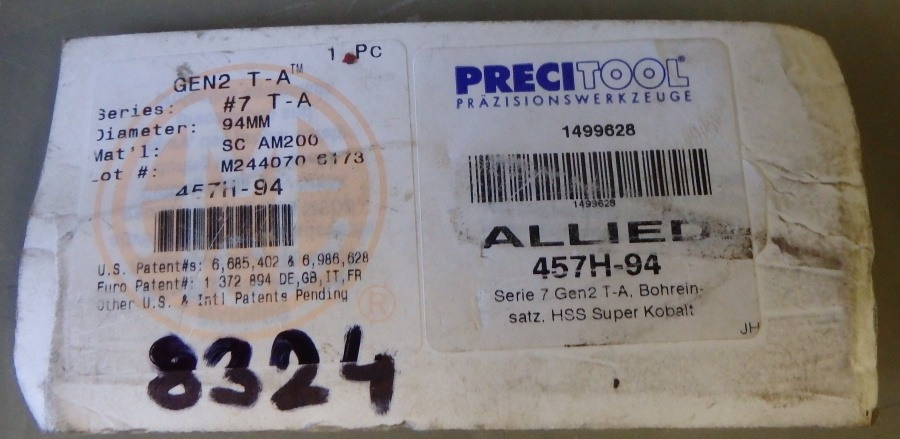 1 Pc
GEN2 T-A™
Series: #7 T-A
Diameter: 94MM
Mat'l: SC AM200
Lot #: M244070 6173
457H-94
U.S. Patent#s: 6,685,402 & 6,986,628
Euro Patent#: 1 372 894 DE,GB,IT,FR
Other U.S. & Intl Patents Pending
®
8324
PRECITOOL®
PRÄZISIONSWERKZEUGE
1499628
1499628
ALLIED
457H-94
Serie 7 Gen2 T-A, Bohrein-
satz, HSS Super Kobalt
JH